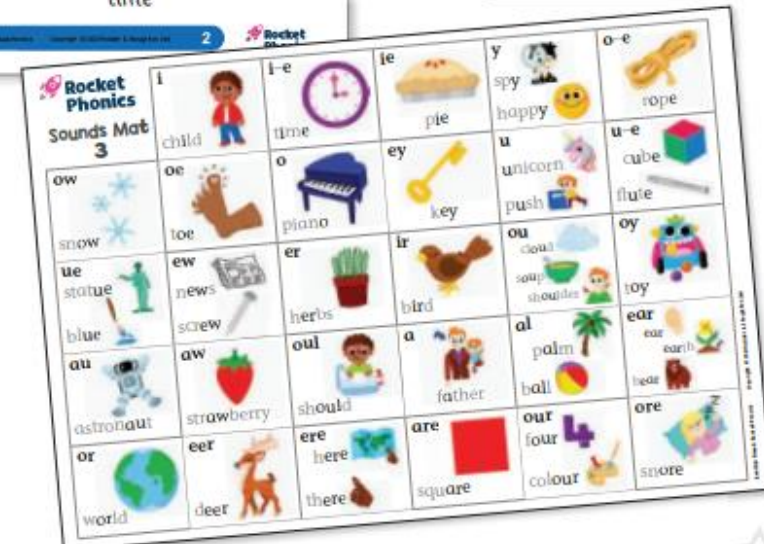 time
2
Rocket
Phonics
Rocket
Phonics
Sounds Mat
3
i
child
i-e
time
ie
pie
y
spy
happy
o-e
rope
ow
snow
oe
toe
o
piano
ey
key
u
unicorn
push
u-e
cube
flute
ue
statue
blue
ew
news
screw
er
herbs
ir
bird
ou
cloud
soup
shoulder
oy
toy
au
astronaut
aw
strawberry
oul
should
a
father
al
palm
ball
ear
ear
earth
bear
or
world
eer
deer
ere
here
there
are
square
our
four
colour
ore
snore